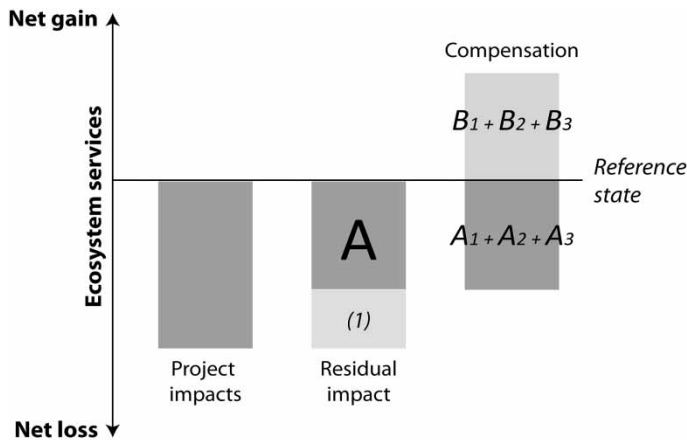 Net gain
Compensation
Ecosystem services
B1 + B2 + B3
Reference
state
A
A1 + A2 + A3
(1)
Project
impacts
Residual
impact
Net loss